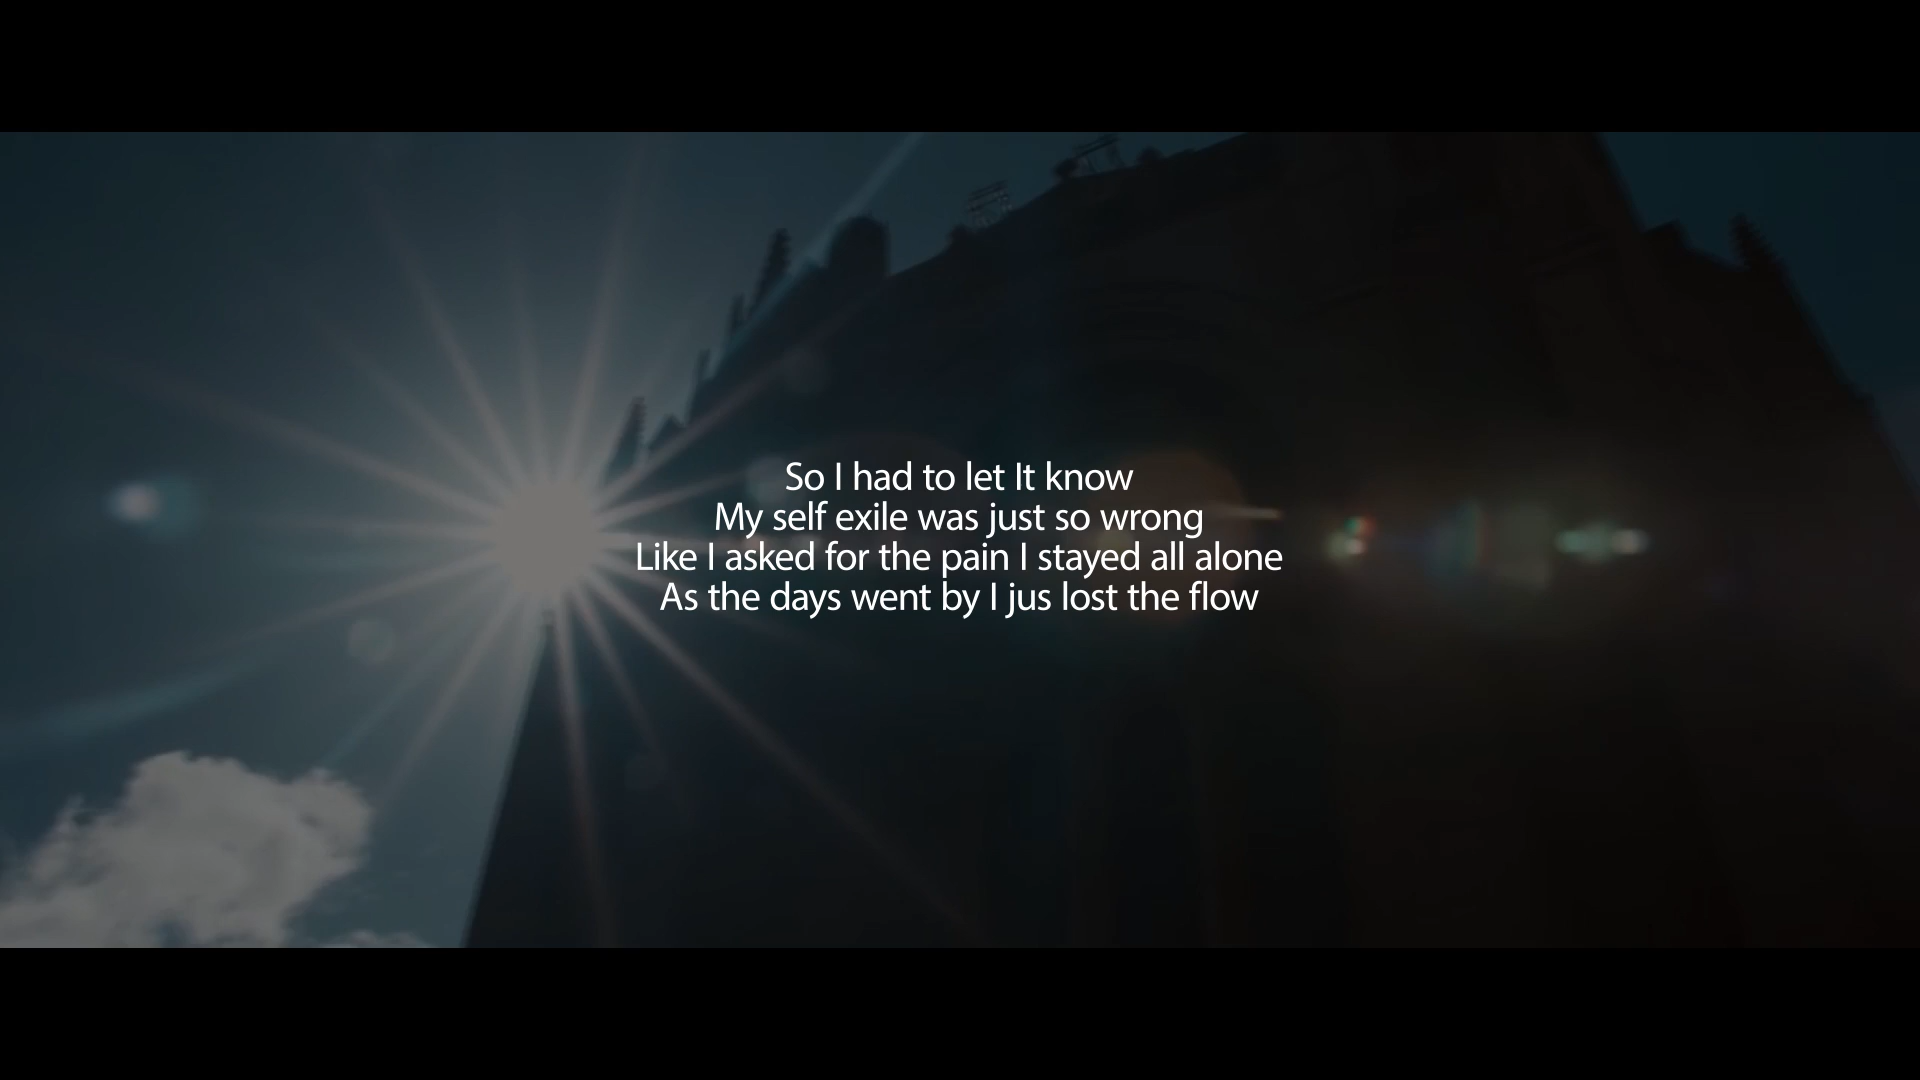 So I had to let It know
My self exile was just so wrong
Like I asked for the pain I stayed all alone
As the days went by I jus lost the flow